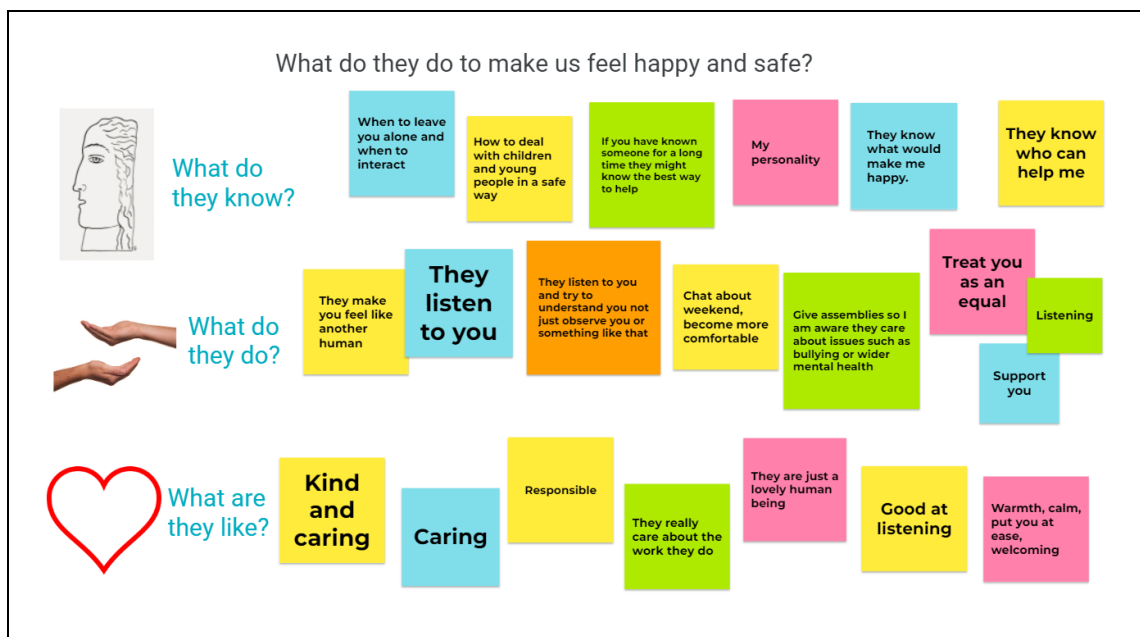 What do they do to make us feel happy and safe?
What do
they know?
When to leave
you alone and
when to
interact
How to deal
with children
and young
people in a safe
way
If you have known
someone for a long
time they might
know the best way
to help
My
personality
They know
what would
make me
happy.
They know
who can
help me
What do
they do?
They make
you feel like
another
human
They
listen
to you
They listen to you
and try to
understand you not
just observe you or
something like that
Chat about
weekend,
become more
comfortable
Give assemblies so I
am aware they care
about issues such as
bullying or wider
mental health
Treat you
as an
equal
Listening
Support
you
What are
they like?
Kind
and
caring
Caring
Responsible
They really
care about the
work they do
They are just a
lovely human
being
Good at
listening
Warmth, calm,
put you at
ease,
welcoming